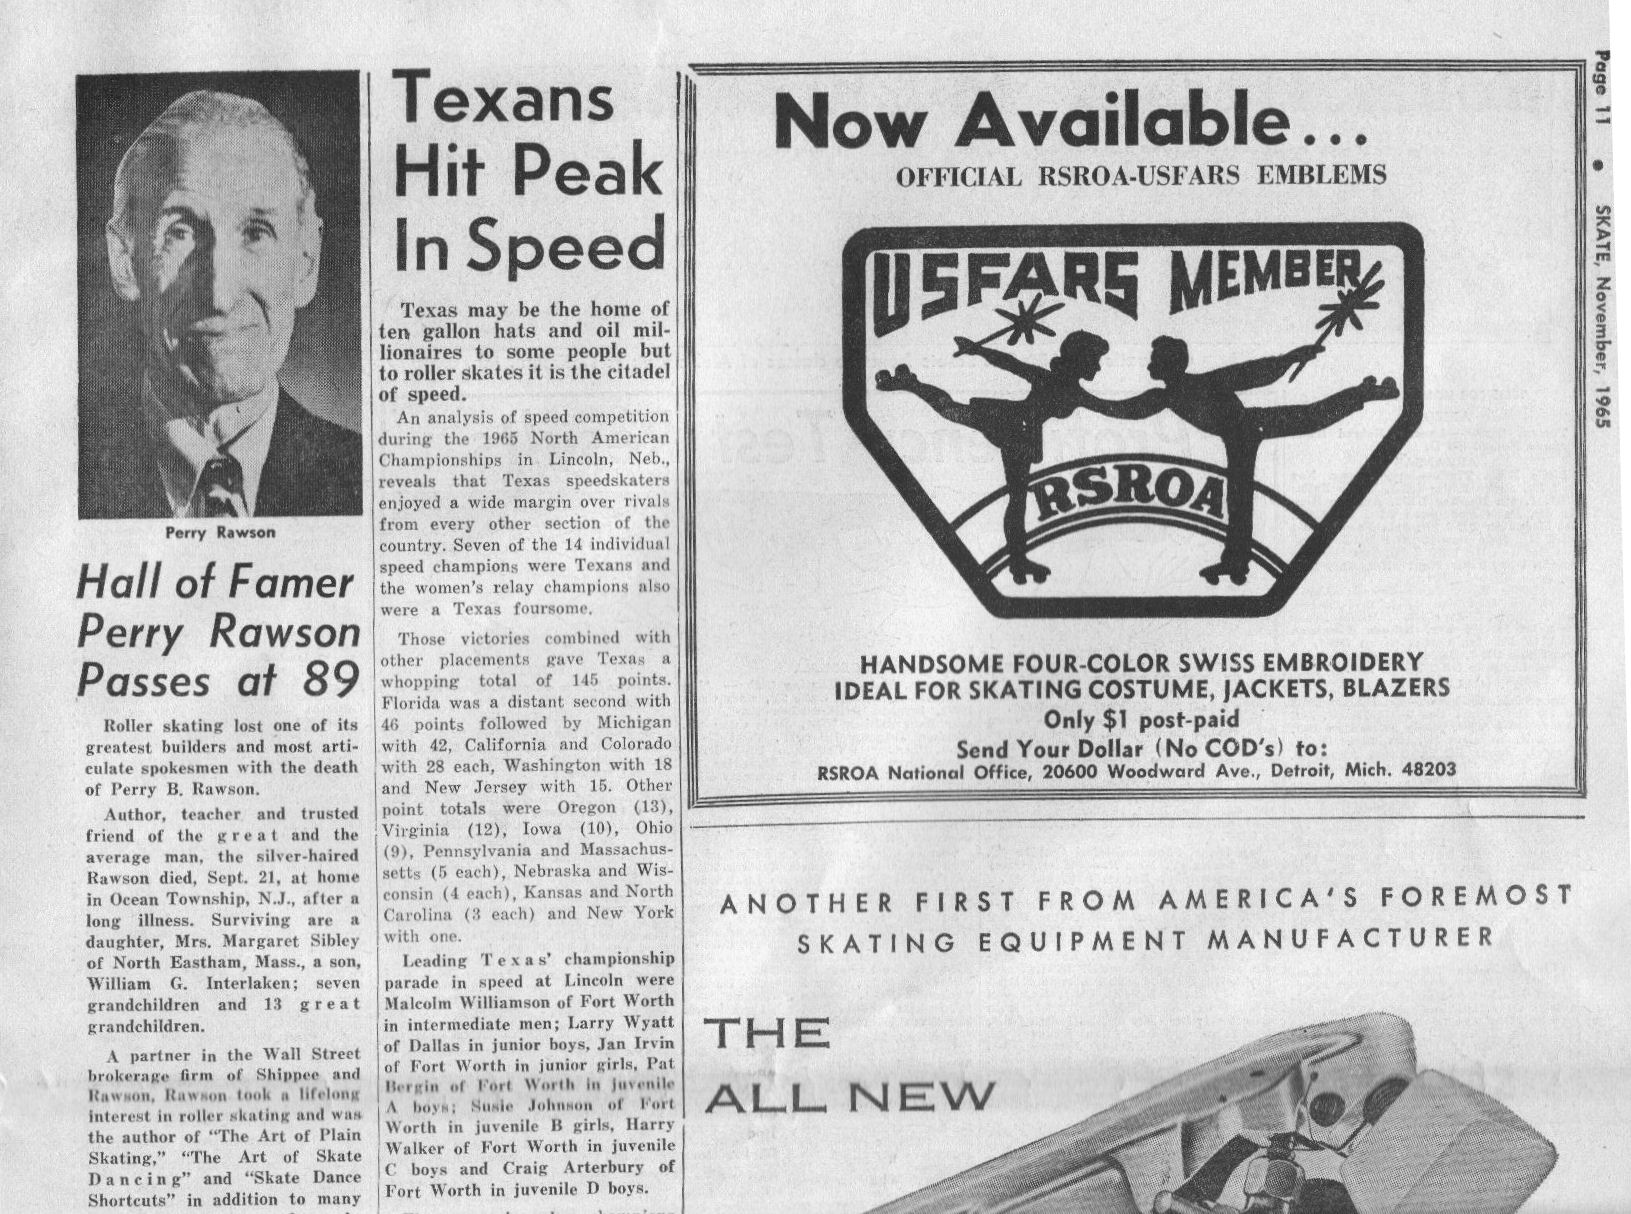 Perry Rawson
Hall of Famer
Perry Rawson
Passes at 89
Roller skating lost one of its
greatest builders and most arti-
culate spokesmen with the death
of Perry B. Rawson.
Author, teacher and trusted
friend of the great and the
average man, the silver-haired
Rawson died, Sept. 21, at home
in Ocean Township, N.J., after a
long illness. Surviving are a
daughter, Mrs. Margaret Sibley
of North Eastham, Mass., a son,
William G. Interlaken; seven
grandchildren and 13 great
grandchildren.
A partner in the Wall Street
brokerage firm of Shippee and
Rawson, Rawson took a lifelong
interest in roller skating and was
the author of "The Art of Plain
Skating," "The Art of Skate
Dancing" and "Skate Dance
Shortcuts" in addition to many
Texans
Hit Peak
In Speed
Texas may be the home of
ten gallon hats and oil mil-
lionaires to some people but
to roller skates it is the citadel
of speed.
An analysis of speed competition
during the 1965 North American
Championships in Lincoln, Neb.,
reveals that Texas speedskaters
enjoyed a wide margin over rivals
from every other section of the
country. Seven of the 14 individual
speed champions were Texans and
the women's relay champions also
were a Texas foursome.
Those victories combined with
other placements gave Texas a
whopping total of 145 points.
Florida was a distant second with
46 points followed by Michigan
with 42, California and Colorado
with 28 each, Washington with 18
and New Jersey with 15. Other
point totals were Oregon (13),
Virginia (12), Iowa (10), Ohio
(9), Pennsylvania and Massachus-
setts (5 each), Nebraska and Wis-
consin (4 each), Kansas and North
Carolina (3 each) and New York
with one.
Leading Texas' championship
parade in speed at Lincoln were
Malcolm Williamson of Fort Worth
in intermediate men; Larry Wyatt
of Dallas in junior boys, Jan Irvin
of Fort Worth in junior girls, Pat
Bergin of Fort Worth in juvenile
A boys; Susie Johnson of Fort
Worth in juvenile B girls, Harry
Walker of Fort Worth in juvenile
C boys and Craig Arterbury of
Fort Worth in juvenile D boys.
Now Available...
OFFICIAL RSROA-USFARS EMBLEMS
USFARS MEMBER
RSROA
HANDSOME FOUR-COLOR SWISS EMBROIDERY
IDEAL FOR SKATING COSTUME, JACKETS, BLAZERS
Only $1 post-paid
Send Your Dollar (No COD's) to:
RSROA National Office, 20600 Woodward Ave., Detroit, Mich. 48203
Page 11 • SKATE, November, 1965
ANOTHER FIRST FROM AMERICA'S FOREMOST
SKATING EQUIPMENT MANUFACTURER
THE
ALL NEW